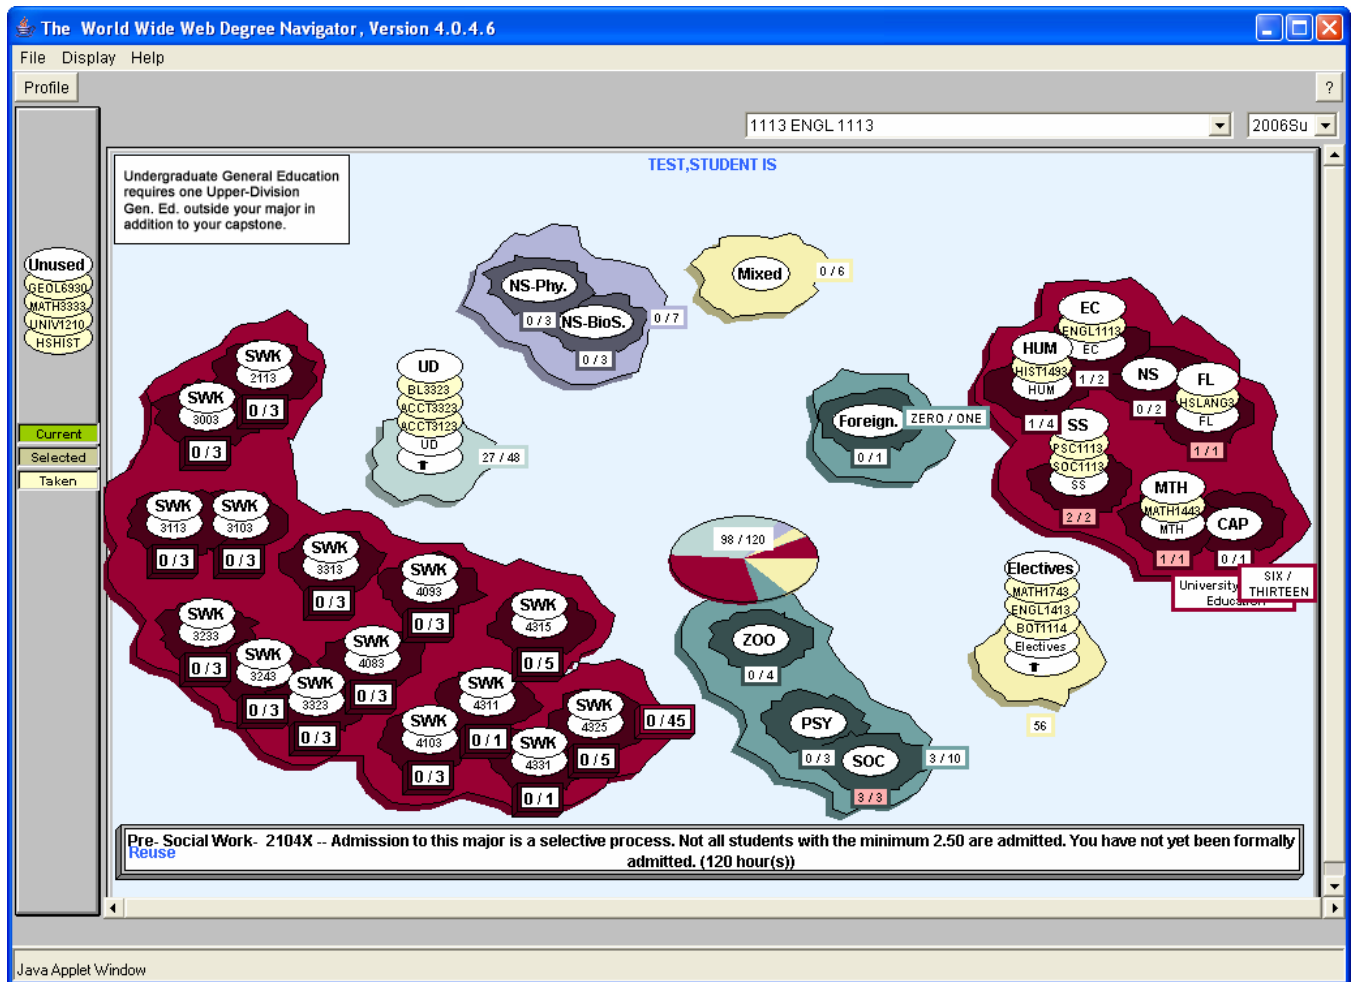 The World Wide Web Degree Navigator, Version 4.0.4.6
File Display Help
Profile
?
1113 ENGL 1113
2006Su
TEST,STUDENT IS
Undergraduate General Education
requires one Upper-Division
Gen. Ed. outside your major in
addition to your capstone.
Unused
GEOL6930
MATH3333
UNIV1210
HSHIST
Current
Selected
Taken
NS-Phy.
0 / 3
NS-BioS.
0 / 3
0 / 7
Mixed
0 / 6
EC
ENGL1113
EC
1 / 2
HUM
HIST1493
HUM
1 / 4
NS
0 / 2
FL
HSLANG3
FL
1 / 1
SS
PSC1113
SOC1113
SS
2 / 2
MTH
MATH1443
MTH
1 / 1
CAP
0 / 1
University
Education
SIX /
THIRTEEN
SWK
2113
0 / 3
SWK
3003
0 / 3
UD
BL3323
ACCT3323
ACCT3123
UD
27 / 48
Foreign.
ZERO / ONE
0 / 1
SWK
3113
0 / 3
SWK
3103
0 / 3
SWK
3313
0 / 3
SWK
4093
0 / 3
SWK
4315
0 / 5
98 / 120
Electives
MATH1743
ENGL1413
BOT1114
Electives
56
SWK
3233
0 / 3
SWK
3243
0 / 3
SWK
3323
0 / 3
SWK
4083
0 / 3
SWK
4311
0 / 1
SWK
4103
0 / 3
SWK
4331
0 / 1
SWK
4325
0 / 5
0 / 45
ZOO
0 / 4
PSY
0 / 3
SOC
3 / 3
3 / 10
Pre- Social Work- 2104X -- Admission to this major is a selective process. Not all students with the minimum 2.50 are admitted. You have not yet been formally
Reuse
admitted. (120 hour(s))
Java Applet Window